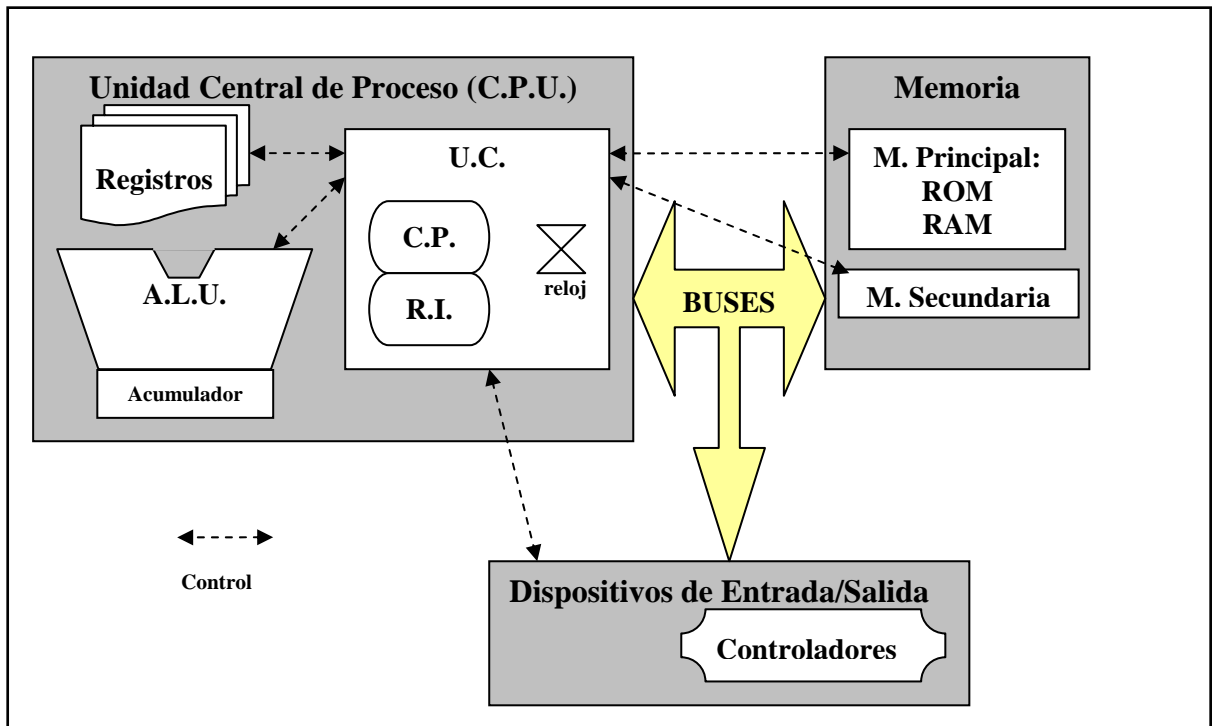 Unidad Central de Proceso (C.P.U.)
Registros
A.L.U.
Acumulador
U.C.
C.P.
R.I.
reloj
BUSES
Memoria
M. Principal:
ROM
RAM
M. Secundaria
Control
Dispositivos de Entrada/Salida
Controladores